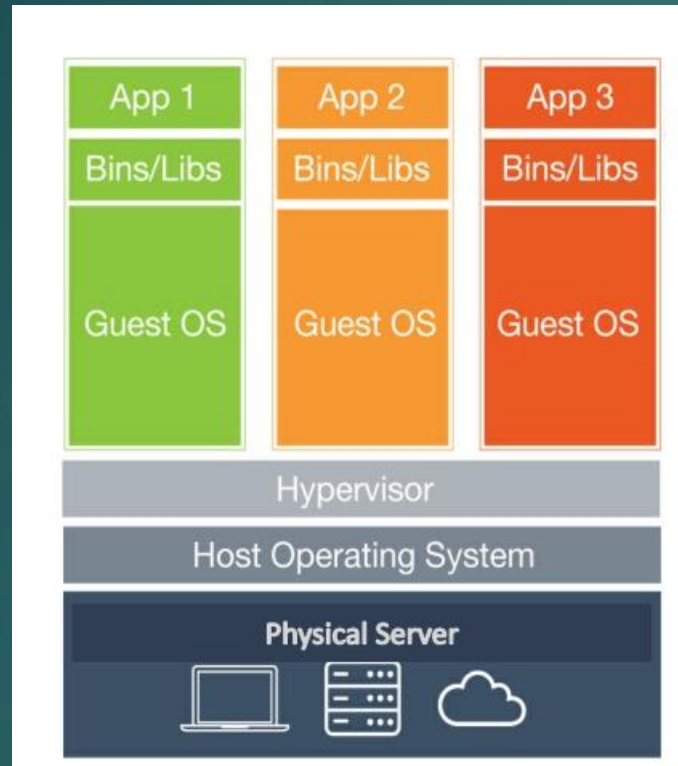 App 1
App 2
App 3
Bins/Libs
Bins/Libs
Bins/Libs
Guest OS
Guest OS
Guest OS
Hypervisor
Host Operating System
Physical Server